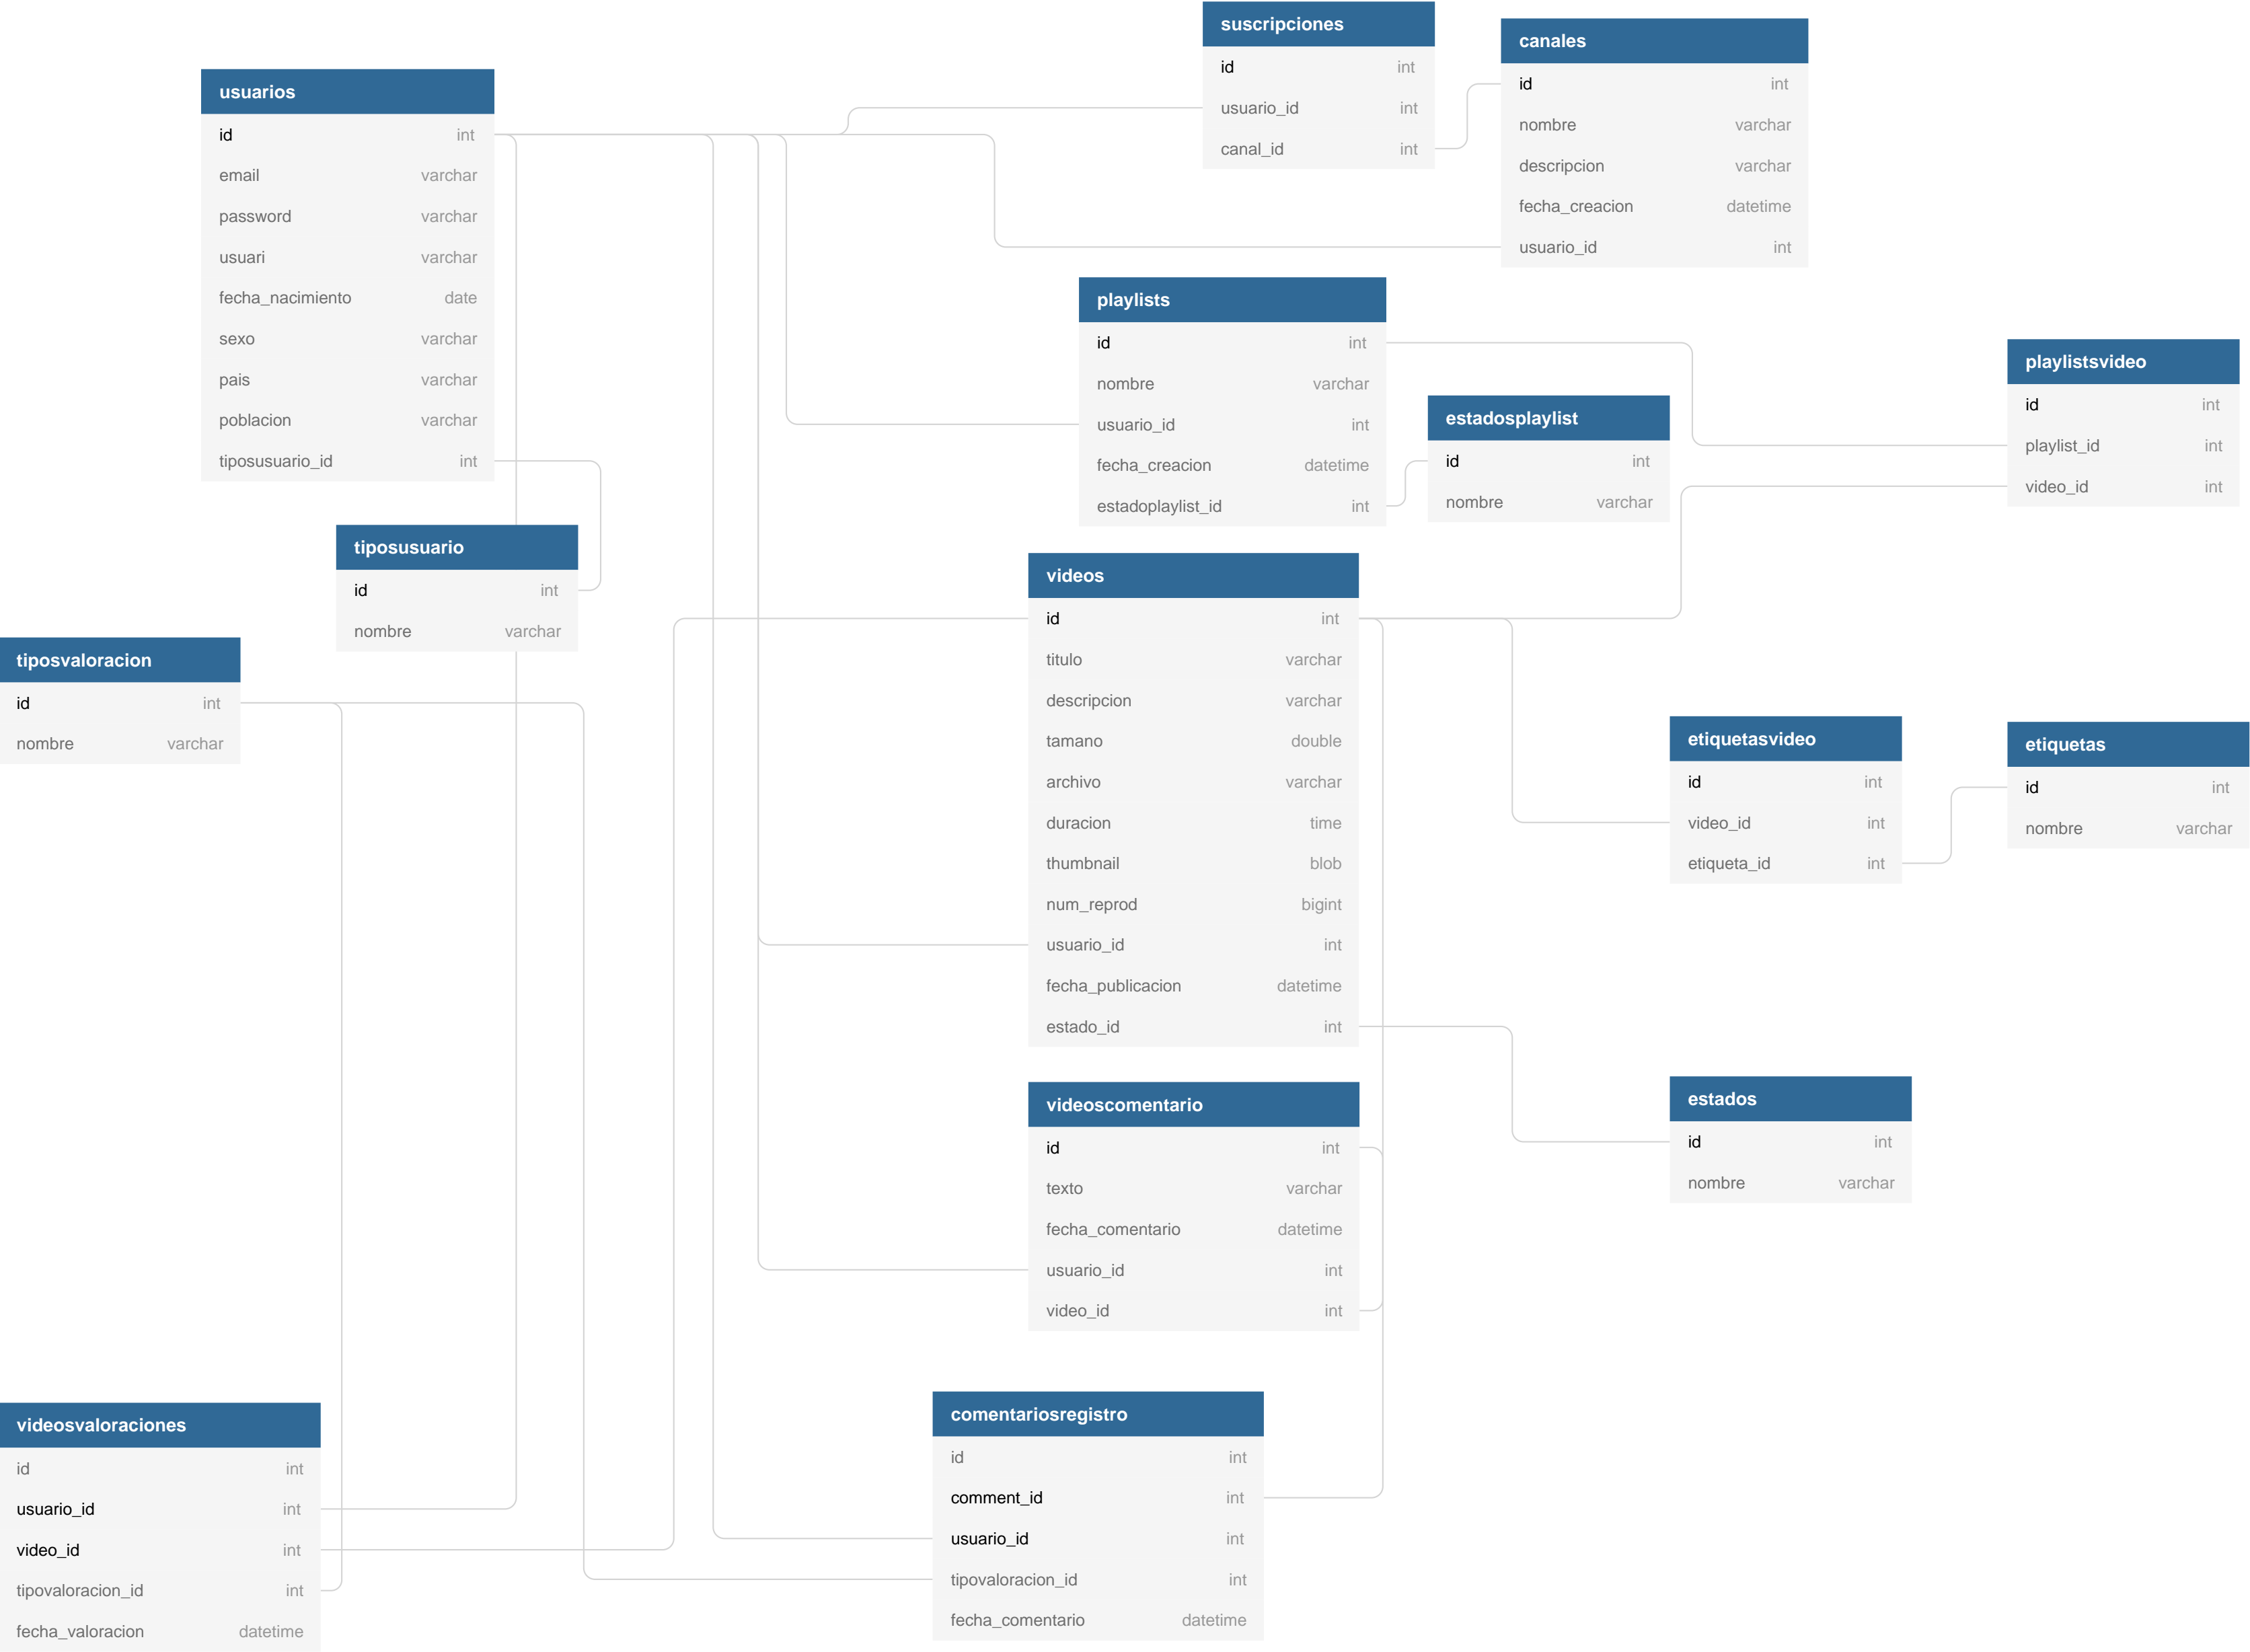 suscripciones
id int
usuario_id int
canal_id int
canales
id int
nombre varchar
descripcion varchar
fecha_creacion datetime
usuario_id int
usuarios
id int
email varchar
password varchar
usuari varchar
fecha_nacimiento date
sexo varchar
pais varchar
poblacion varchar
tiposusuario_id int
playlists
id int
nombre varchar
usuario_id int
fecha_creacion datetime
estadoplaylist_id int
playlistsvideo
id int
playlist_id int
video_id int
estadosplaylist
id int
nombre varchar
tiposusuario
id int
nombre varchar
videos
id int
titulo varchar
descripcion varchar
tamano double
archivo varchar
duracion time
thumbnail blob
num_reprod bigint
usuario_id int
fecha_publicacion datetime
estado_id int
tiposvaloracion
id int
nombre varchar
etiquetasvideo
id int
video_id int
etiqueta_id int
etiquetas
id int
nombre varchar
estados
id int
nombre varchar
videoscomentario
id int
texto varchar
fecha_comentario datetime
usuario_id int
video_id int
comentariosregistro
id int
comment_id int
usuario_id int
tipovaloracion_id int
fecha_comentario datetime
videosvaloraciones
id int
usuario_id int
video_id int
tipovaloracion_id int
fecha_valoracion datetime